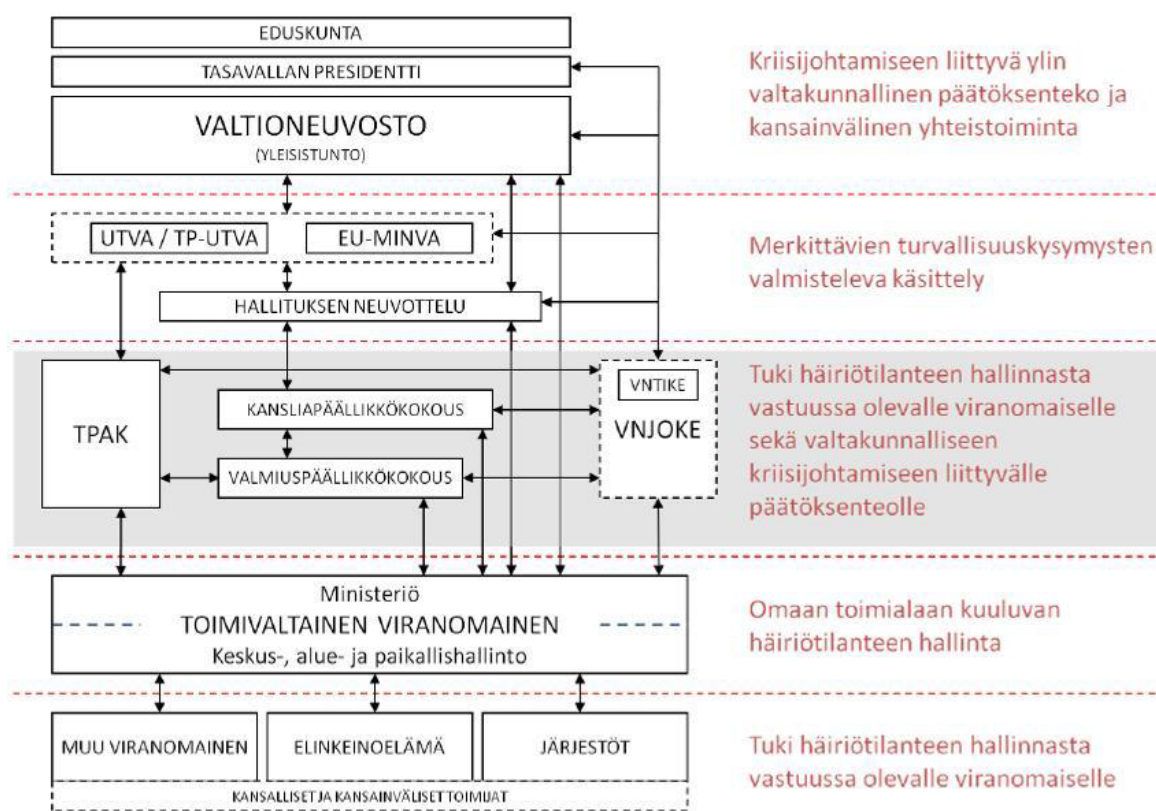 EDUSKUNTA
TASAVALLAN PRESIDENTTI
VALTIONEUVOSTO
(YLEISISTUNTO)
Kriisijohtamiseen liittyvä ylin
valtakunnallinen päätöksenteko ja
kansainvälinen yhteistoiminta
UTVA / TP-UTVA
EU-MINVA
HALLITUKSEN NEUVOTTELU
Merkittävien turvallisuuskysymysten
valmisteleva käsittely
TPAK
KANSLIAPÄÄLLIKKÖKOKOUS
VALMIUSPÄÄLLIKKÖKOKOUS
VNTIKE
VNJOKE
Tuki häiriötilanteen hallinnasta
vastuussa olevalle viranomaiselle
sekä valtakunnalliseen
kriisijohtamiseen liittyvälle
päätöksenteolle
Ministeriö
TOIMIVALTAINEN VIRANOMAINEN
Keskus-, alue- ja paikallishallinto
Omaan toimialaan kuuluvan
häiriötilanteen hallinta
MUU VIRANOMAINEN
ELINKEINOELÄMÄ
JÄRJESTÖT
KANSALLISET JA KANSAINVÄLISET TOIMIJAT
Tuki häiriötilanteen hallinnasta
vastuussa olevalle viranomaiselle